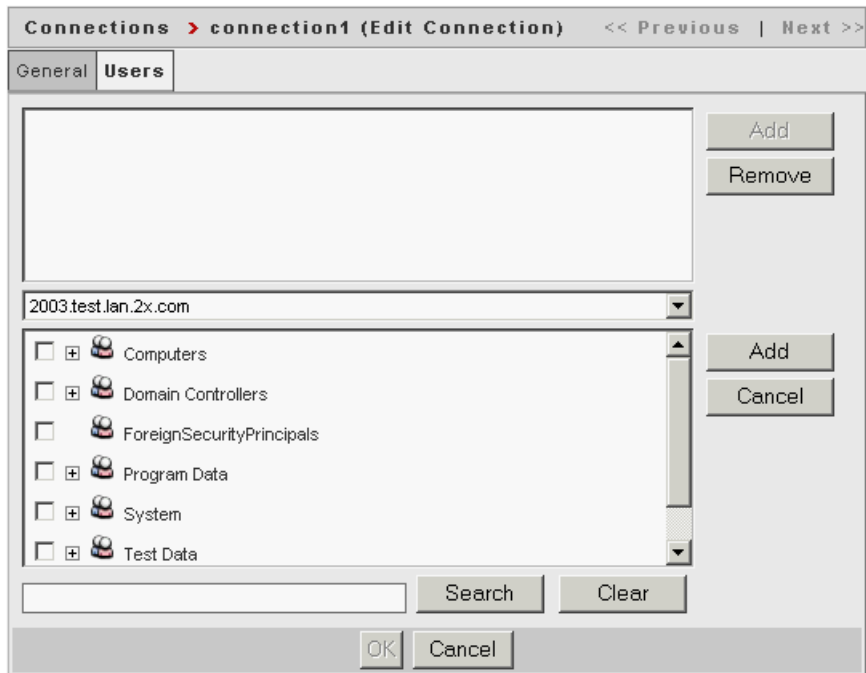 Connections > connection1 (Edit Connection) << Previous | Next >>
General Users
Add
Remove
2003.test.lan.2x.com
Computers
Domain Controllers
ForeignSecurityPrincipals
Program Data
System
Test Data
Add
Cancel
Search Clear
OK Cancel